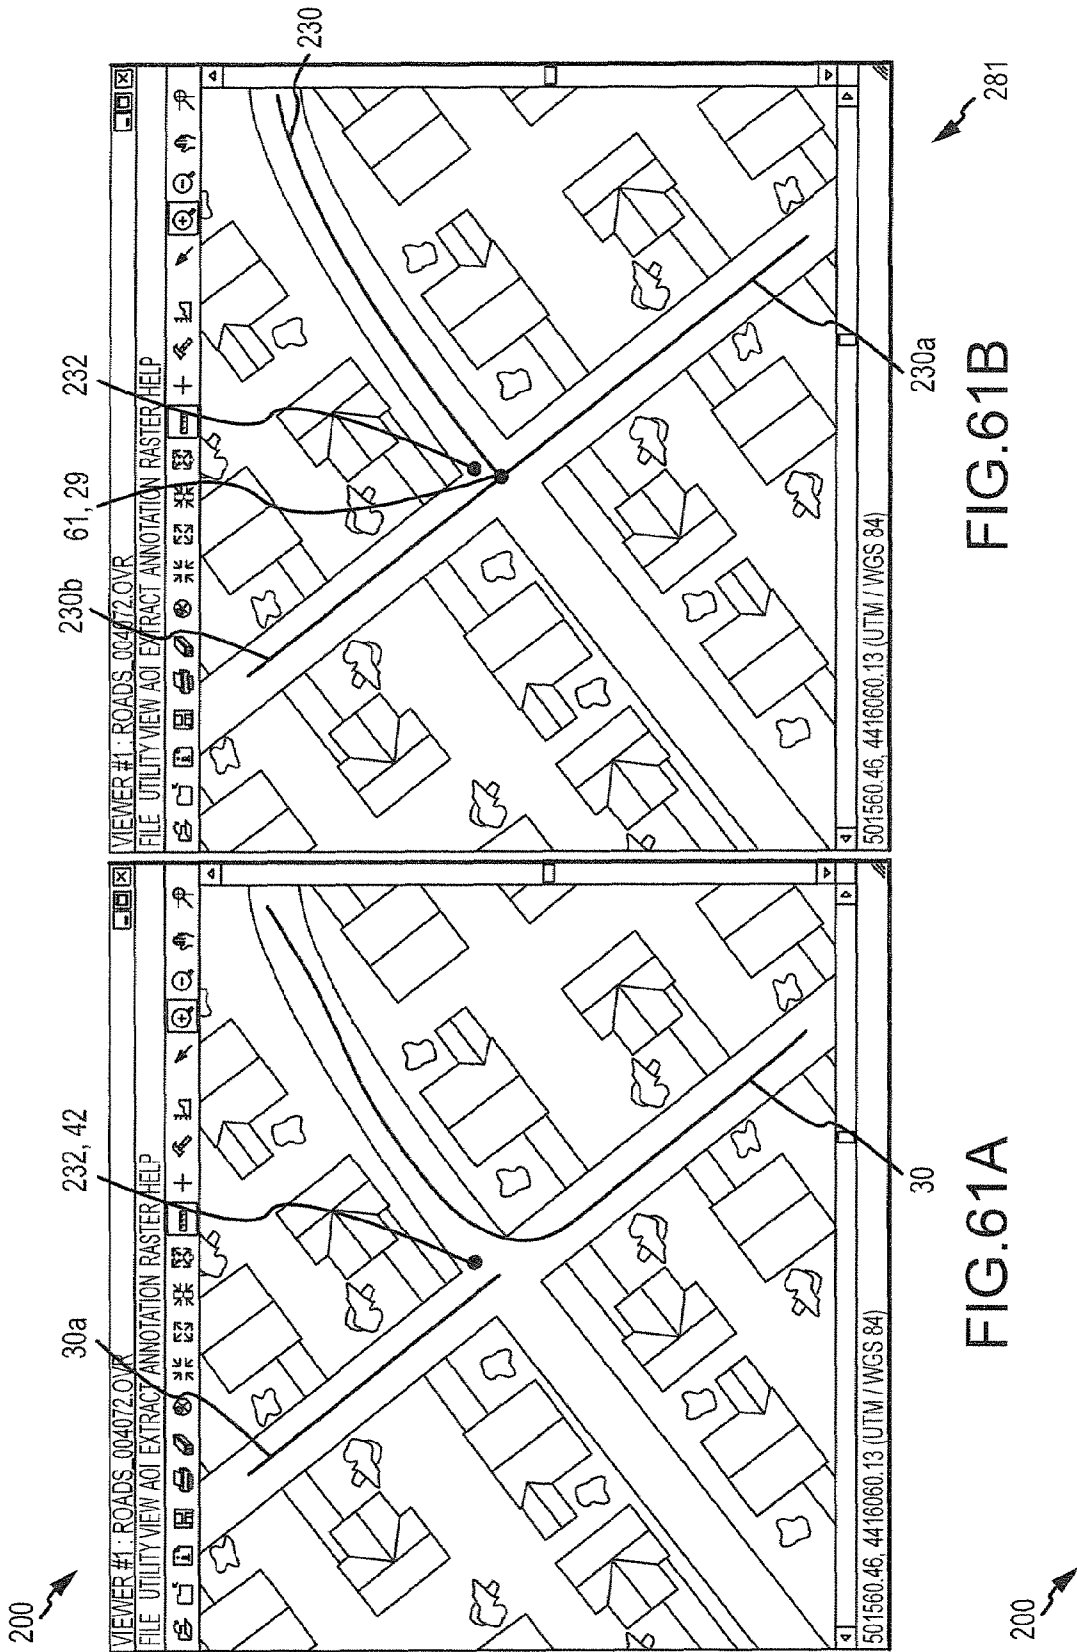 200
30a
232, 42
VIEWER #1 : ROADS_004072.OVR
FILE UTILITY VIEW AOI EXTRACT ANNOTATION RASTER HELP
501560.46, 4416060.13 (UTM / WGS 84)
30
FIG.61A
200
230b
61, 29
232
230
VIEWER #1 : ROADS_004072.OVR
FILE UTILITY VIEW AOI EXTRACT ANNOTATION RASTER HELP
501560.46, 4416060.13 (UTM / WGS 84)
230a
FIG.61B
281